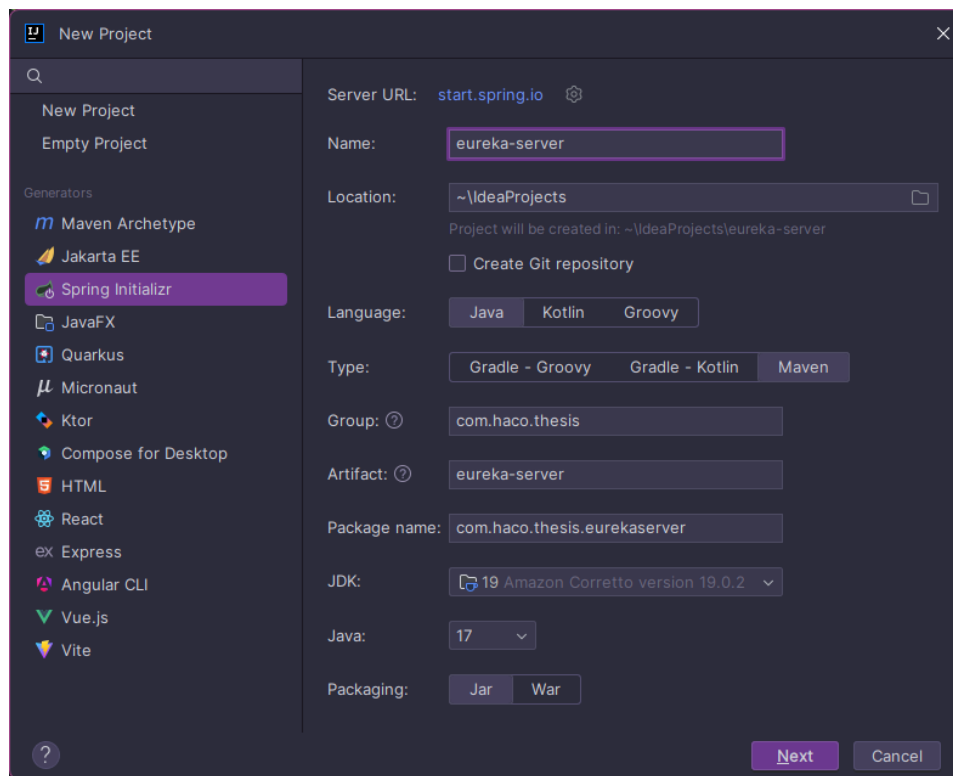 New Project
New Project
Empty Project
Generators
Maven Archetype
Jakarta EE
Spring Initializr
JavaFX
Quarkus
Micronaut
Ktor
Compose for Desktop
HTML
React
ex Express
Angular CLI
Vue.js
Vite
Server URL: start.spring.io
Name: eureka-server
Location: ~\IdeaProjects
Project will be created in: ~\IdeaProjects\eureka-server
Create Git repository
Language: Java Kotlin Groovy
Type: Gradle - Groovy Gradle - Kotlin Maven
Group: ? com.haco.thesis
Artifact: ? eureka-server
Package name: com.haco.thesis.eurekaserver
JDK: 19 Amazon Corretto version 19.0.2
Java: 17
Packaging: Jar War
? Next Cancel